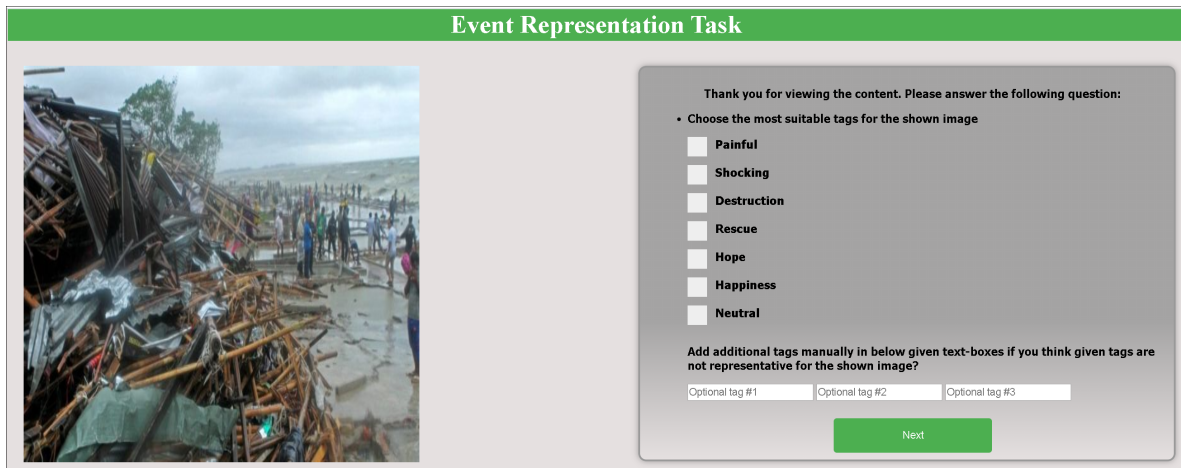 Event Representation Task
Thank you for viewing the content. Please answer the following question:
• Choose the most suitable tags for the shown image
Painful
Shocking
Destruction
Rescue
Hope
Happiness
Neutral
Add additional tags manually in below given text-boxes if you think given tags are
not representative for the shown image?
Optional tag #1 Optional tag #2 Optional tag #3
Next